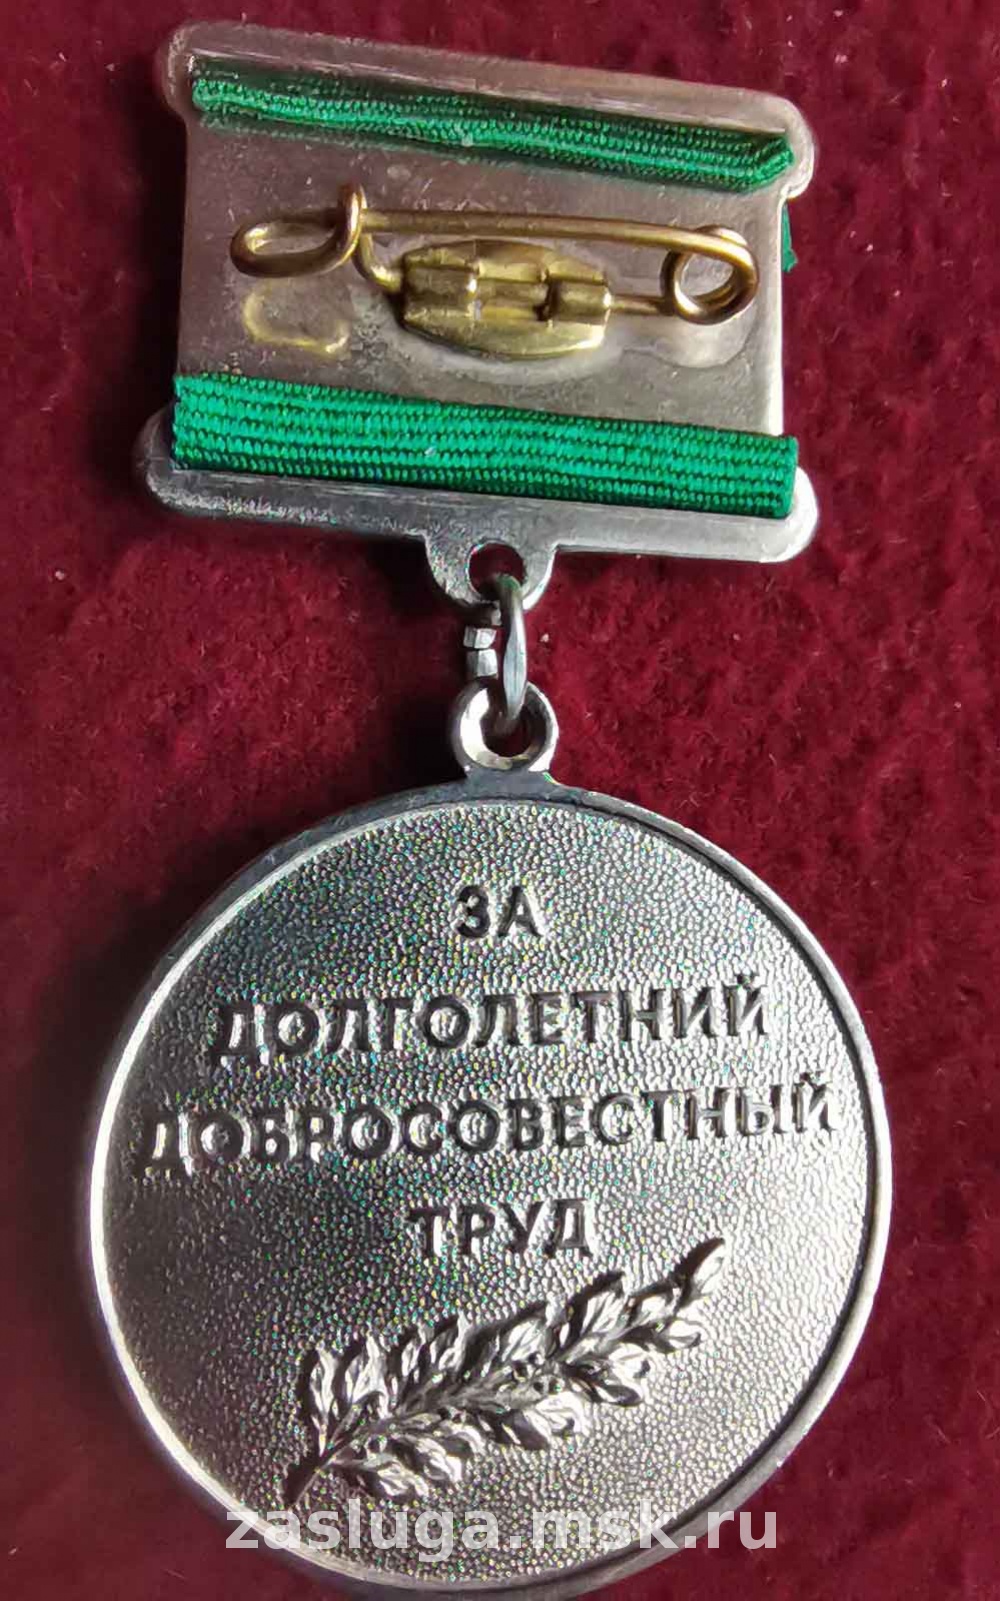 ЗА
ДОЛГОЛЕТНИЙ
ДОБРОСОВЕСТНЫЙ
ТРУД
zasluga.msk.ru